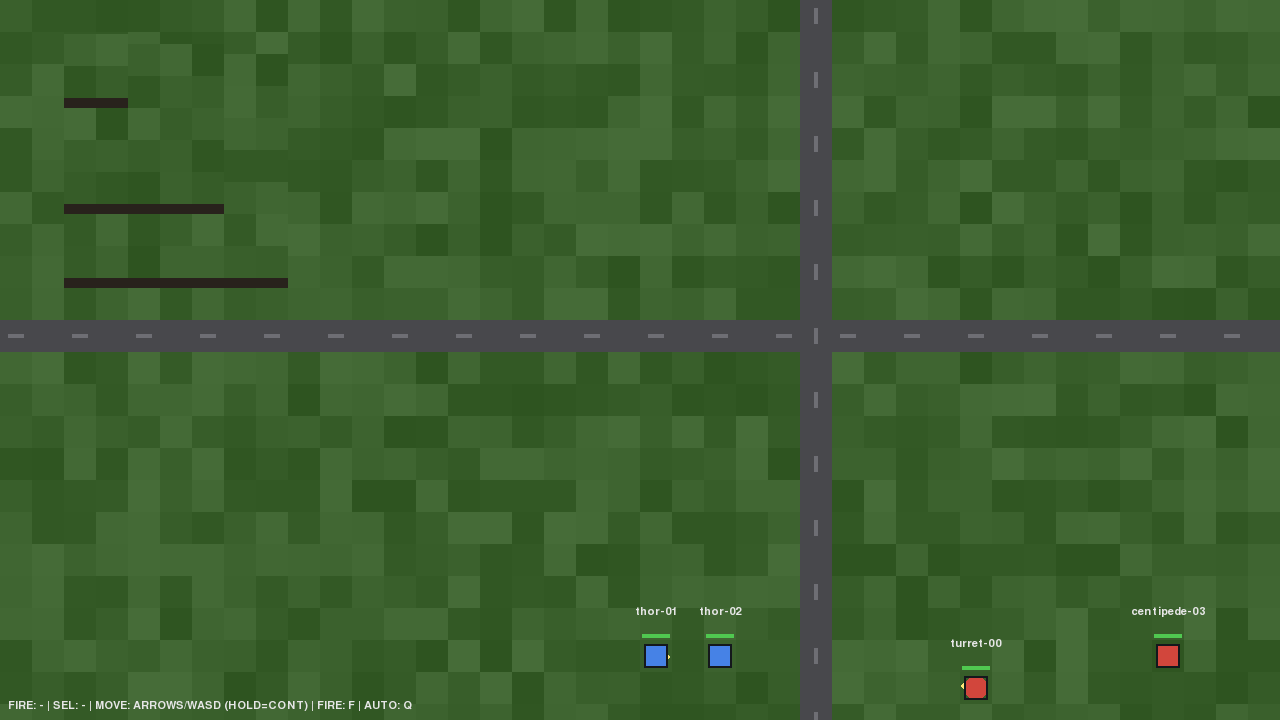 thor-01 thor-02 centipede-03
turret-00
FIRE: - | SEL: - | MOVE: ARROWS/WASD (HOLD=CONT) | FIRE: F | AUTO: Q